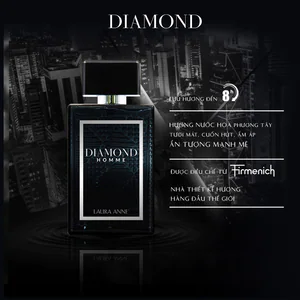 DIAMOND
LƯU HƯƠNG ĐẾN 8h
HƯƠNG NƯỚC HOA PHƯƠNG TÂY
TƯƠI MÁT, CUỐN HÚT, ẤM ÁP
ẤN TƯỢNG MẠNH MẼ
DIAMOND
HOMME
ĐƯỢC ĐIỀU CHẾ TỪ Firmenich
NHÀ THIẾT KẾ HƯƠNG
HÀNG ĐẦU THẾ GIỚI
LAURA ANNE